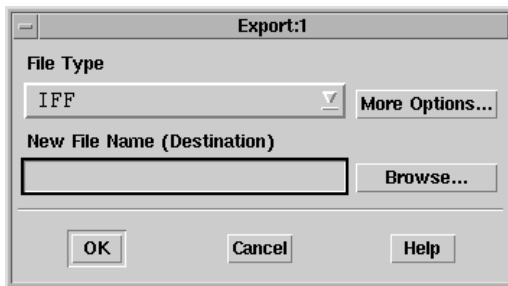 Export:1
File Type
IFF
More Options...
New File Name (Destination)
Browse...
OK Cancel Help